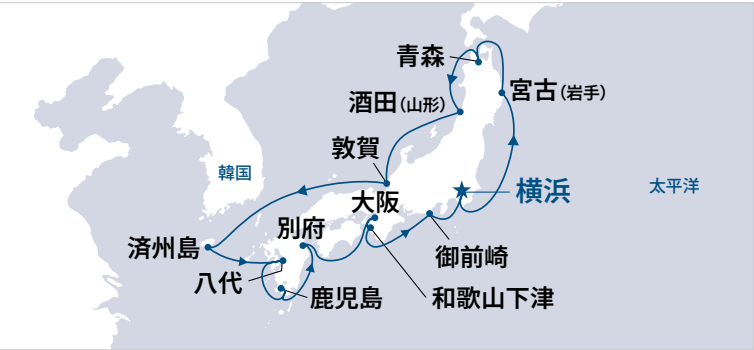 青森
宮古(岩手)
酒田(山形)
敦賀
韓国
大阪
横浜
太平洋
別府
済州島
御前崎
八代
鹿児島
和歌山下津